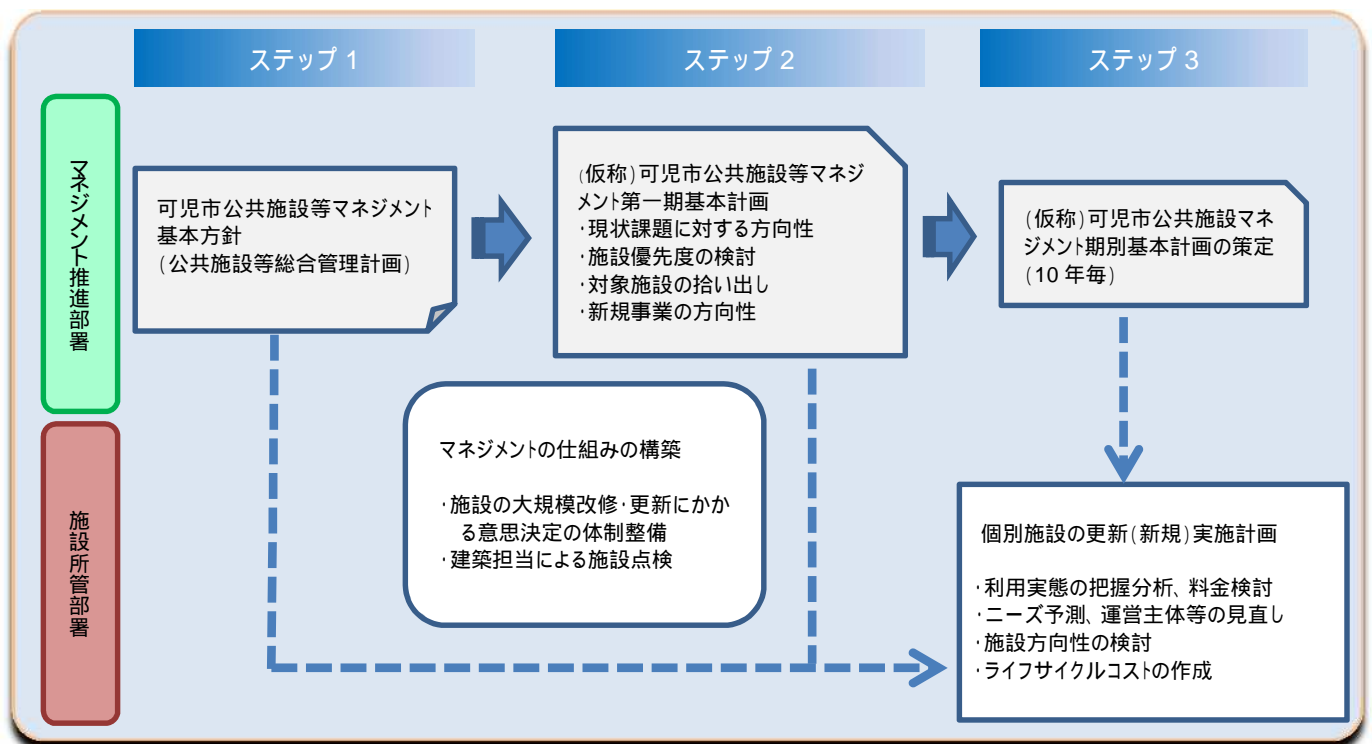 ステップ 1
ステップ 2
ステップ 3
マネジメント推進部署
可児市公共施設等マネジメント
基本方針
(公共施設等総合管理計画)
(仮称)可児市公共施設等マネジ
メント第一期基本計画
・現状課題に対する方向性
・施設優先度の検討
・対象施設の拾い出し
・新規事業の方向性
(仮称)可児市公共施設マネ
ジメント期別基本計画の策定
(10 年毎)
施設所管部署
マネジメントの仕組みの構築
・施設の大規模改修・更新にかか
る意思決定の体制整備
・建築担当による施設点検
個別施設の更新(新規)実施計画
・利用実態の把握分析、料金検討
・ニーズ予測、運営主体等の見直し
・施設方向性の検討
・ライフサイクルコストの作成